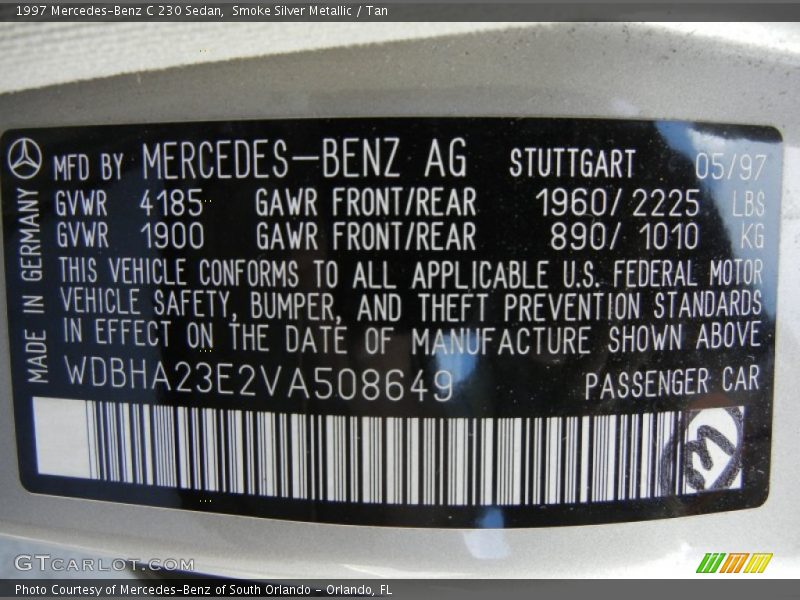 1997 Mercedes-Benz C 230 Sedan, Smoke Silver Metallic / Tan
MFD BY MERCEDES-BENZ AG STUTTGART 05/97
GVWR 4185 GAWR FRONT/REAR 1960/ 2225 LBS
GVWR 1900 GAWR FRONT/REAR 890/ 1010 KG
THIS VEHICLE CONFORMS TO ALL APPLICABLE U.S. FEDERAL MOTOR
VEHICLE SAFETY, BUMPER, AND THEFT PREVENTION STANDARDS
IN EFFECT ON THE DATE OF MANUFACTURE SHOWN ABOVE
WDBHA23E2VA508649 PASSENGER CAR
MADE IN GERMANY
GTCARLOT.COM
Photo Courtesy of Mercedes-Benz of South Orlando - Orlando, FL